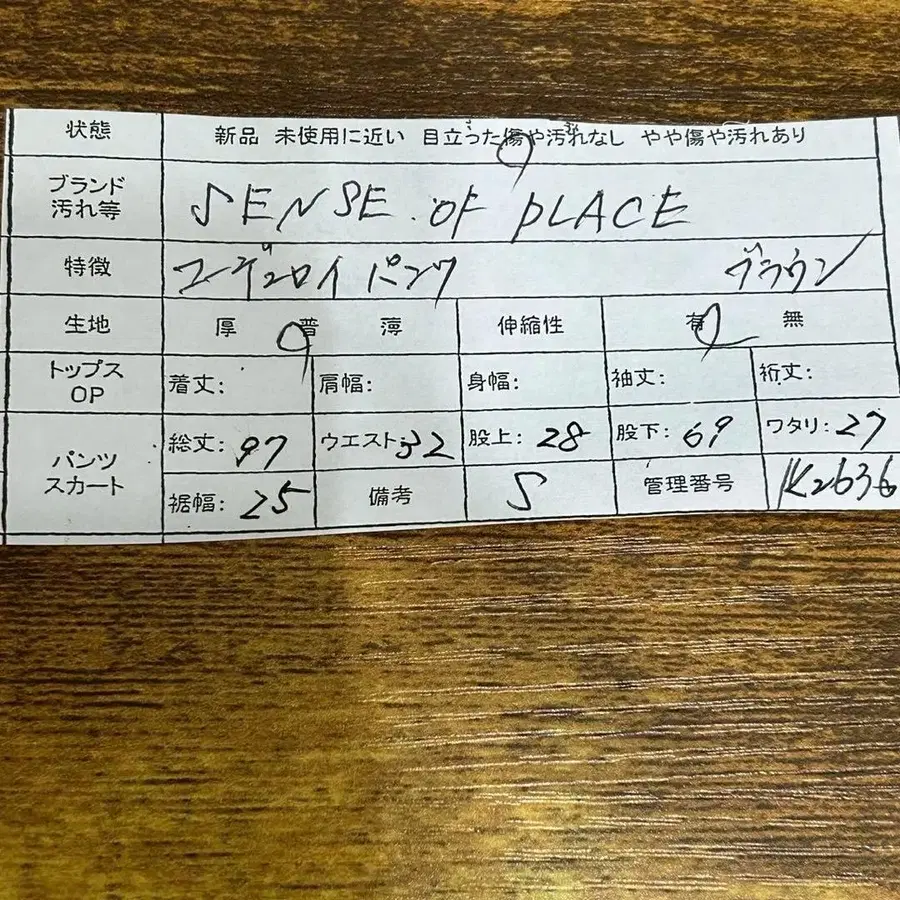 状態 新品 未使用に近い 目立った傷や汚れなし やや傷や汚れあり
ブランド 汚れ等 SENSE OF PLACE
特徴 コーデュロイパンツ ブラウン
生地 厚 普 薄 伸縮性 有 無
トップス OP 着丈: 肩幅: 身幅: 袖丈: 裄丈:
パンツ スカート 総丈: 97 ウエスト: 32 股上: 28 股下: 69 ワタリ: 27
裾幅: 25 備考 S 管理番号 K2636